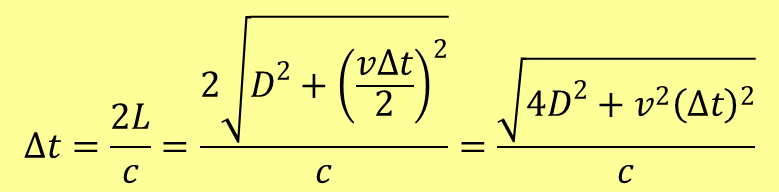 Δt = 2L/c = 2√(D² + (vΔt/2)²)/c = √(4D² + v²(Δt)²)/c